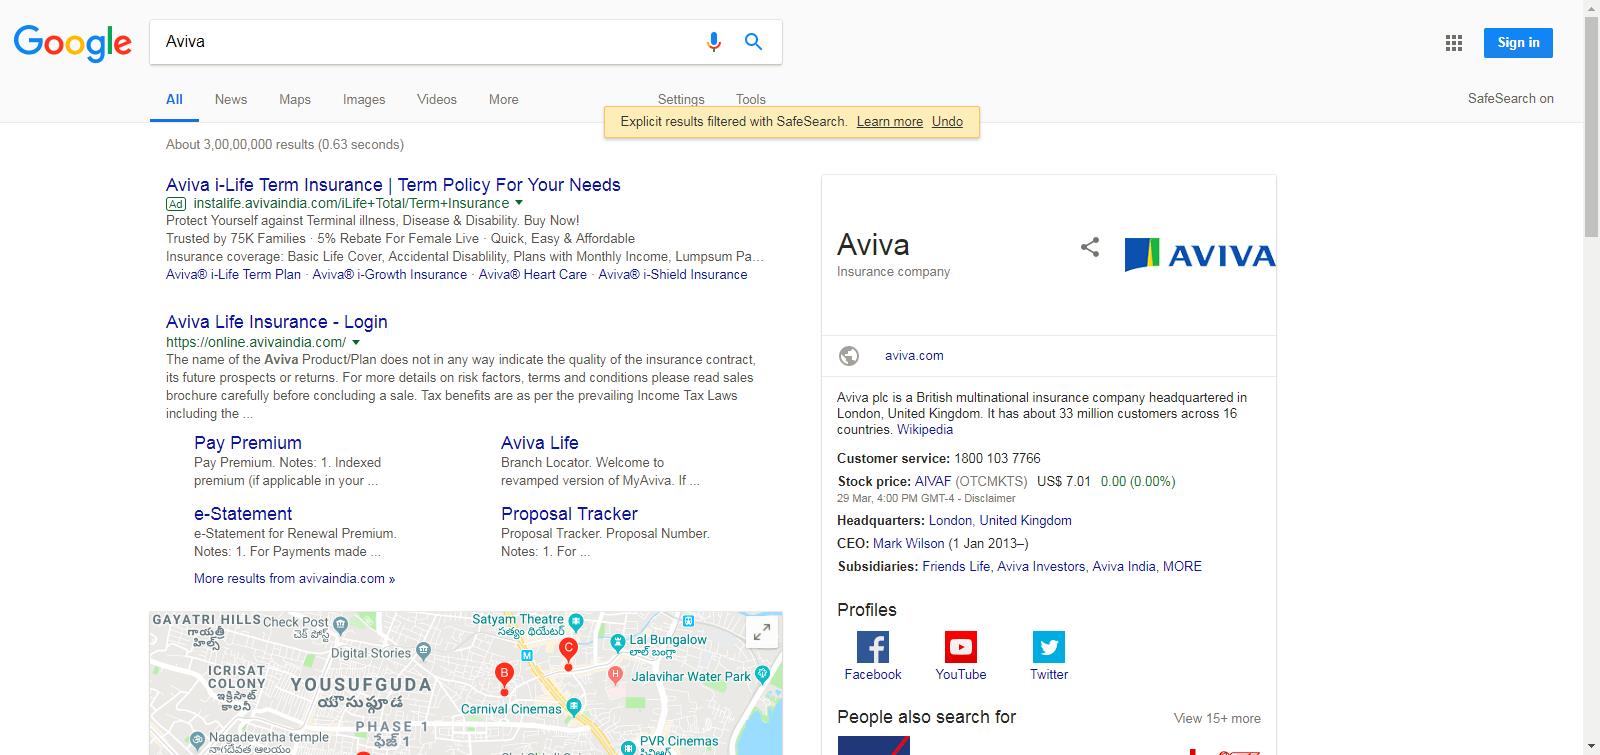 Google
Aviva
Sign in
All News Maps Images Videos More Settings Tools
SafeSearch on
Explicit results filtered with SafeSearch. Learn more Undo
About 3,00,00,000 results (0.63 seconds)
Aviva i-Life Term Insurance | Term Policy For Your Needs
Ad instalife.avivaindia.com/iLife+Total/Term+Insurance
Protect Yourself against Terminal illness, Disease & Disability. Buy Now!
Trusted by 75K Families · 5% Rebate For Female Live · Quick, Easy & Affordable
Insurance coverage: Basic Life Cover, Accidental Disablility, Plans with Monthly Income, Lumpsum Pa…
Aviva® i-Life Term Plan · Aviva® i-Growth Insurance · Aviva® Heart Care · Aviva® i-Shield Insurance
Aviva Life Insurance - Login
https://online.avivaindia.com/
The name of the Aviva Product/Plan does not in any way indicate the quality of the insurance contract,
its future prospects or returns. For more details on risk factors, terms and conditions please read sales
brochure carefully before concluding a sale. Tax benefits are as per the prevailing Income Tax Laws
including the ...
Pay Premium
Pay Premium. Notes: 1. Indexed
premium (if applicable in your ...
Aviva Life
Branch Locator. Welcome to
revamped version of MyAviva. If ...
e-Statement
e-Statement for Renewal Premium.
Notes: 1. For Payments made ...
Proposal Tracker
Proposal Tracker. Proposal Number.
Notes: 1. For ...
More results from avivaindia.com »
GAYATRI HILLS
గాయత్రీ
హిల్స్
Check Post
చెక్ పోస్ట్
Digital Stories
Satyam Theatre
సత్యం థియేటర్
M
C
B
H
Lal Bungalow
లాల్ బంగ్లా
Jalavihar Water Park
ICRISAT
COLONY
ఇక్రిసాట్
కాలనీ
YOUSUFGUDA
యూసుఫ్గూడ
Carnival Cinemas
PHASE 1
ఫేజ్ 1
Nagadevatha temple
నాగదేవత ఆలయం
PVR Cinemas
Aviva
Insurance company
AVIVA
aviva.com
Aviva plc is a British multinational insurance company headquartered in
London, United Kingdom. It has about 33 million customers across 16
countries. Wikipedia
Customer service: 1800 103 7766
Stock price: AIVAF (OTCMKTS) US$ 7.01 0.00 (0.00%)
29 Mar, 4:00 PM GMT-4 - Disclaimer
Headquarters: London, United Kingdom
CEO: Mark Wilson (1 Jan 2013–)
Subsidiaries: Friends Life, Aviva Investors, Aviva India, MORE
Profiles
Facebook YouTube Twitter
People also search for View 15+ more